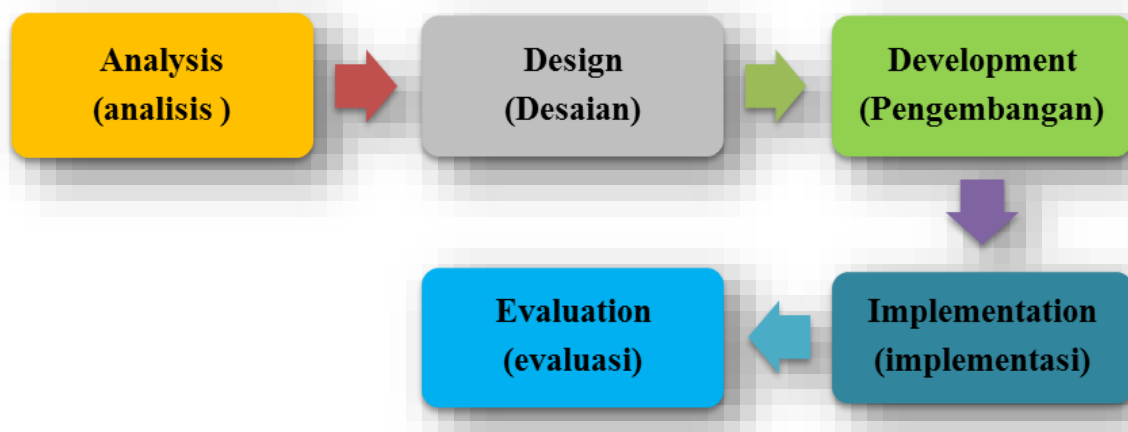 Analysis
(analisis )
Design
(Desaian)
Development
(Pengembangan)
Implementation
(implementasi)
Evaluation
(evaluasi)